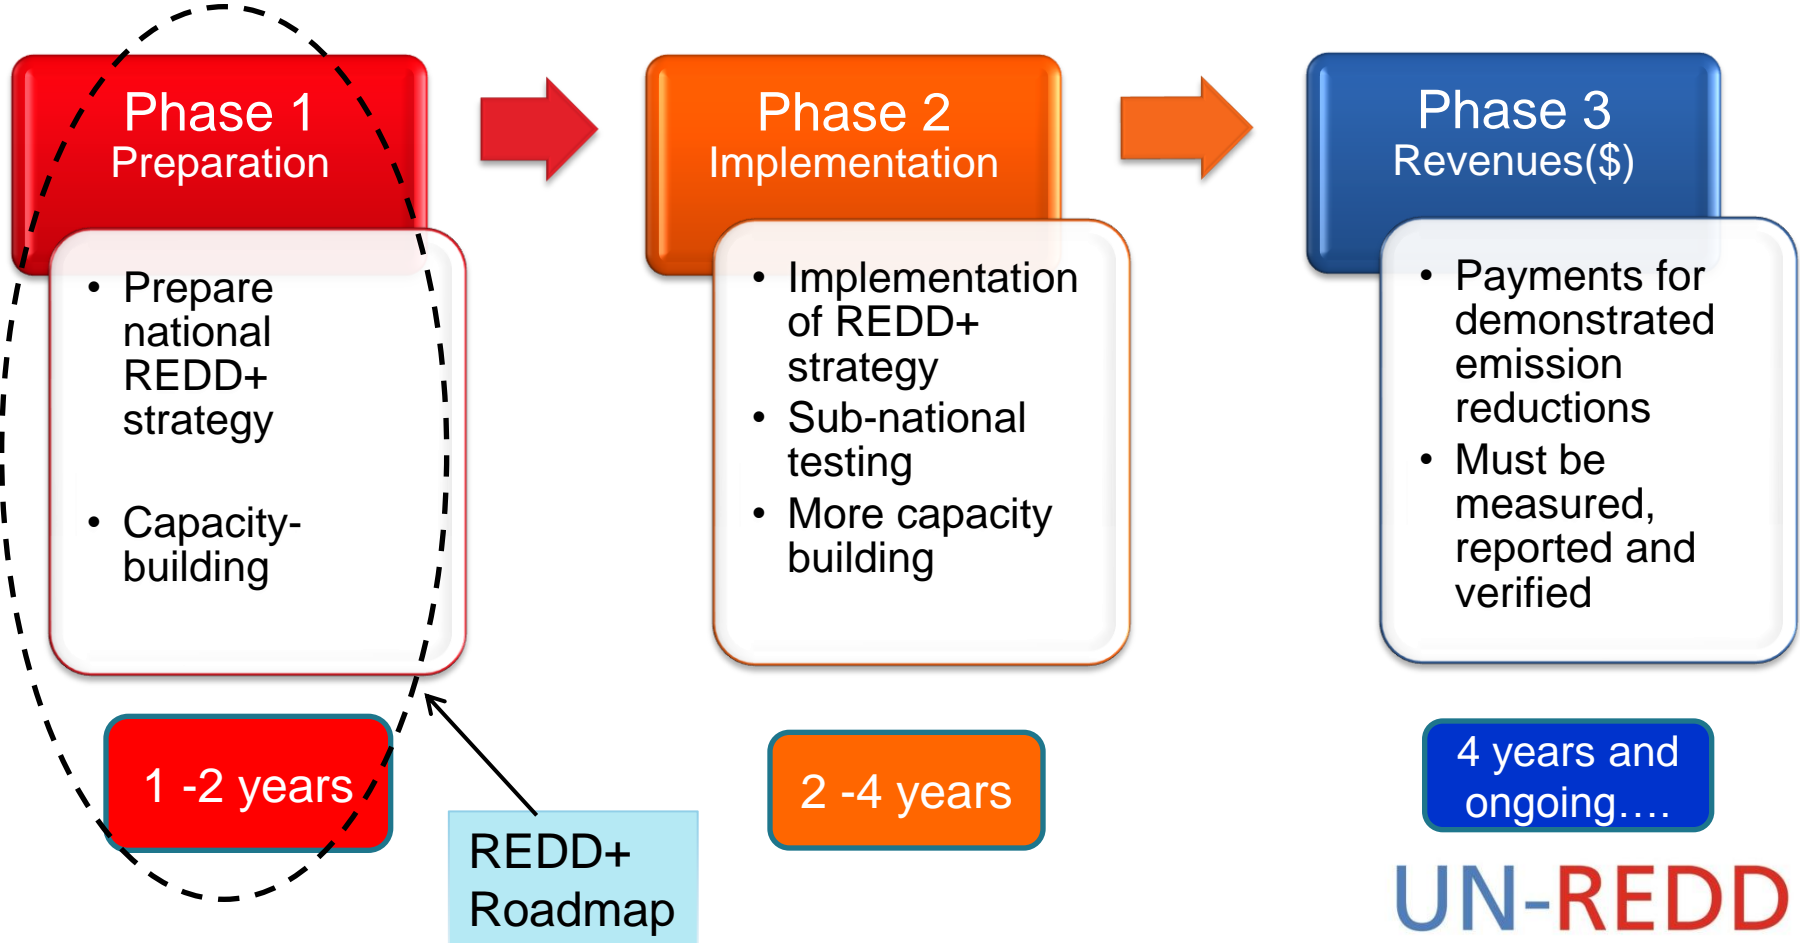 Phase 1
Preparation
• Prepare
national
REDD+
strategy
• Capacity-
building
1 -2 years
REDD+
Roadmap
Phase 2
Implementation
• Implementation
of REDD+
strategy
• Sub-national
testing
• More capacity
building
2 -4 years
Phase 3
Revenues($)
• Payments for
demonstrated
emission
reductions
• Must be
measured,
reported and
verified
4 years and
ongoing....
UN-REDD